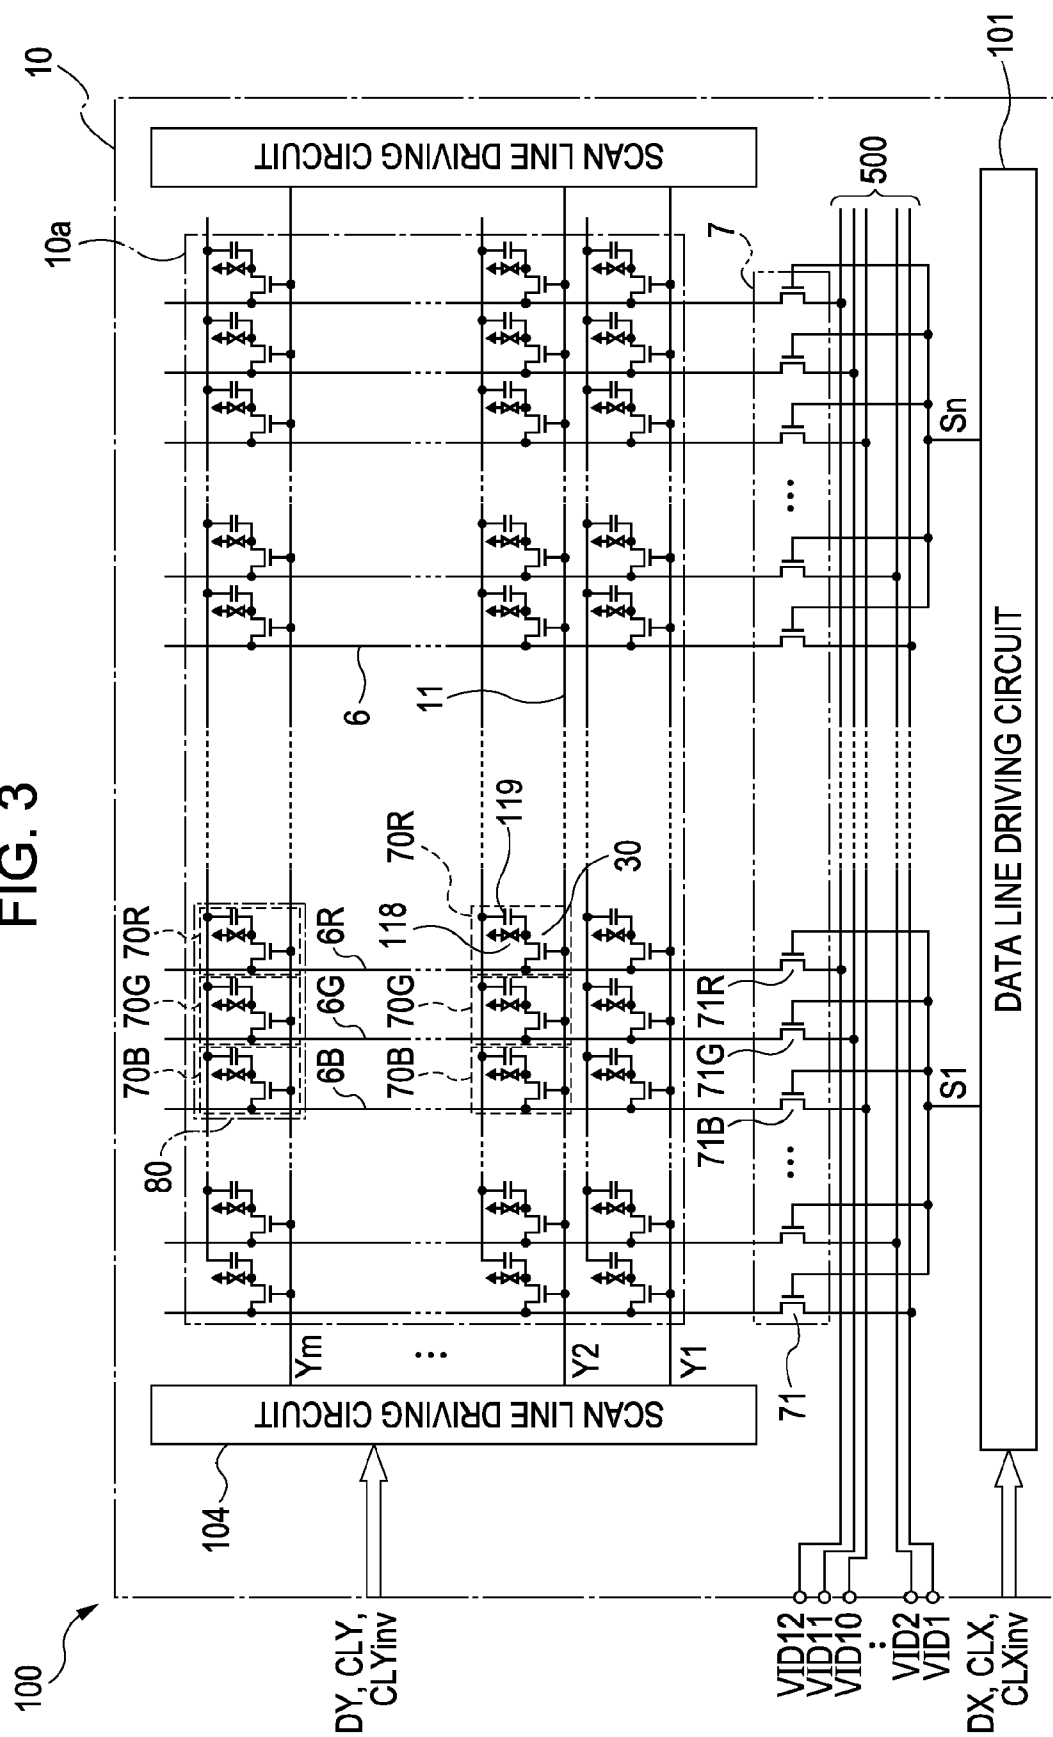 FIG. 3
100
10
10a
104
SCAN LINE DRIVING CIRCUIT
SCAN LINE DRIVING CIRCUIT
DY, CLY,
CLYinv
80
70B
70G
70R
6B
6G
6R
6
70B
70G
70R
118
119
30
11
Ym
...
Y2
Y1
7
71
...
71B
71G
71R
...
500
VID12
VID11
VID10
..
VID2
VID1
S1
Sn
DX, CLX,
CLXinv
DATA LINE DRIVING CIRCUIT
101